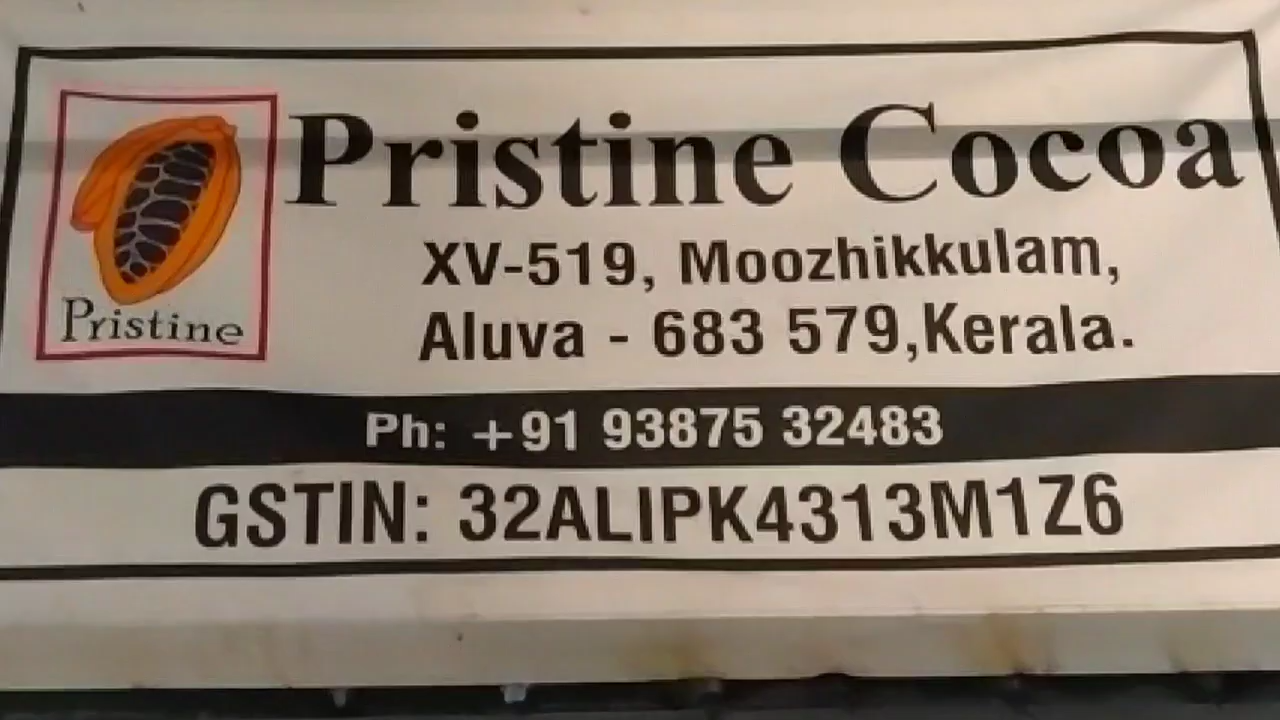 Pristine Cocoa
Pristine
XV-519, Moozhikkulam,
Aluva - 683 579,Kerala.
Ph: +91 93875 32483
GSTIN: 32ALIPK4313M1Z6